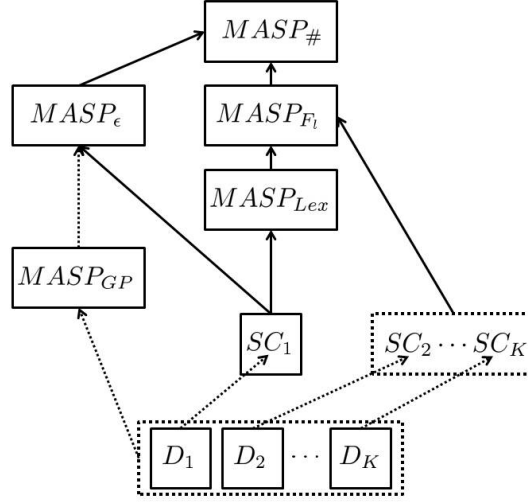 MASP_#
MASP_ϵ MASP_{F_l}
MASP_{Lex}
MASP_{GP}
SC_1 SC_2 ⋯ SC_K
D_1 D_2 ⋯ D_K